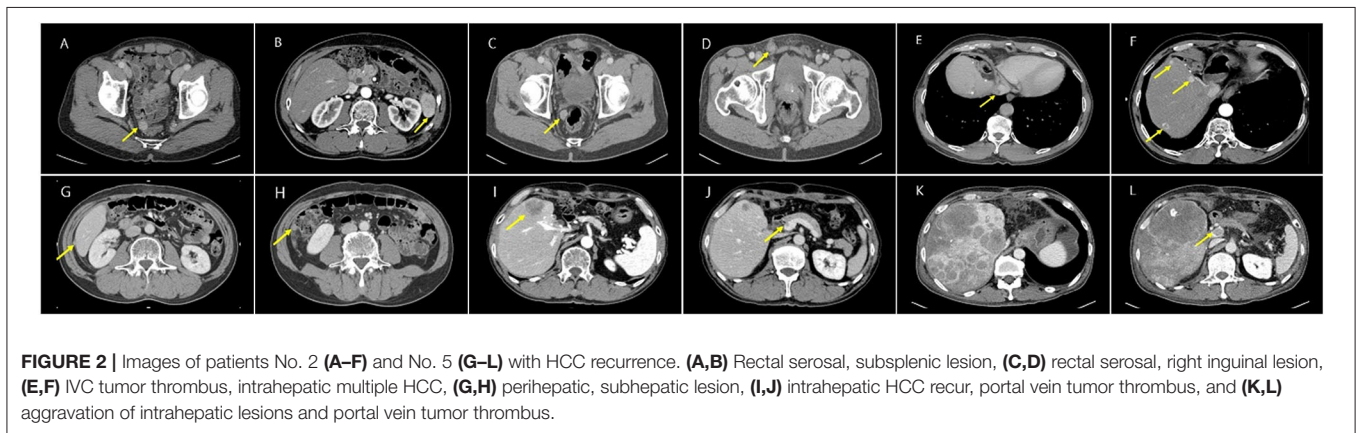 A B C D E F
G H I J K L
FIGURE 2 | Images of patients No. 2 (A–F) and No. 5 (G–L) with HCC recurrence. (A,B) Rectal serosal, subsplenic lesion, (C,D) rectal serosal, right inguinal lesion,
(E,F) IVC tumor thrombus, intrahepatic multiple HCC, (G,H) perihepatic, subhepatic lesion, (I,J) intrahepatic HCC recur, portal vein tumor thrombus, and (K,L)
aggravation of intrahepatic lesions and portal vein tumor thrombus.